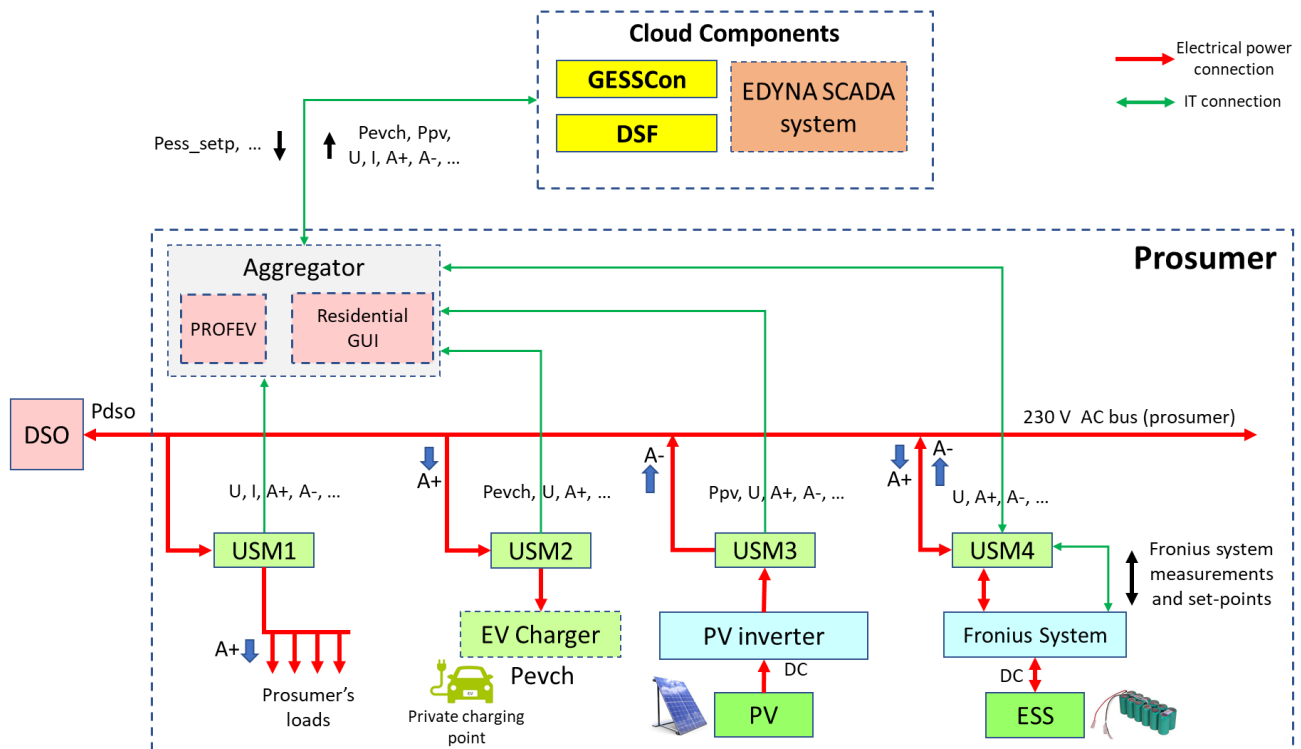 Cloud Components
GESSCon
DSF
EDYNA SCADA
system
Electrical power
connection
IT connection
Pess_setp, ...
Pevch, Ppv,
U, I, A+, A-, ...
Prosumer
Aggregator
PROFEV
Residential
GUI
DSO
Pdso
230 V AC bus (prosumer)
A+
A-
A+
A-
U, I, A+, A-, ...
Pevch, U, A+, ...
Ppv, U, A+, A-, ...
U, A+, A-, ...
USM1
USM2
USM3
USM4
Fronius system
measurements
and set-points
A+
Prosumer's
loads
EV Charger
Pevch
EV
Private charging
point
PV inverter
DC
PV
Fronius System
DC
ESS